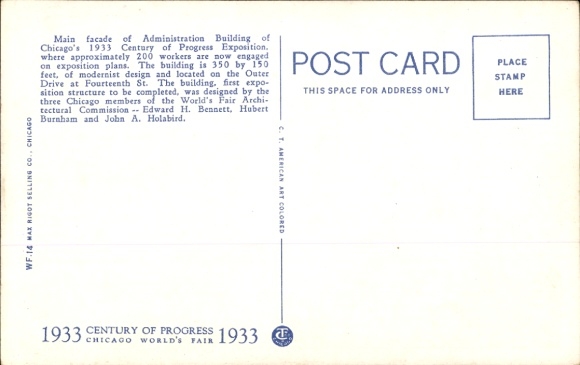 Main facade of Administration Building of
Chicago's 1933 Century of Progress Exposition,
where approximately 200 workers are now engaged
on exposition plans. The building is 350 by 150
feet, of modernist design and located on the Outer
Drive at Fourteenth St. The building, first expo-
sition structure to be completed, was designed by the
three Chicago members of the World's Fair Archi-
tectural Commission -- Edward H. Bennett, Hubert
Burnham and John A. Holabird.
WF.14 MAX RIGOT SELLING CO., CHICAGO
1933 CENTURY OF PROGRESS 1933
CHICAGO WORLD'S FAIR
C. T. AMERICAN ART COLORED
POST CARD
THIS SPACE FOR ADDRESS ONLY
PLACE
STAMP
HERE